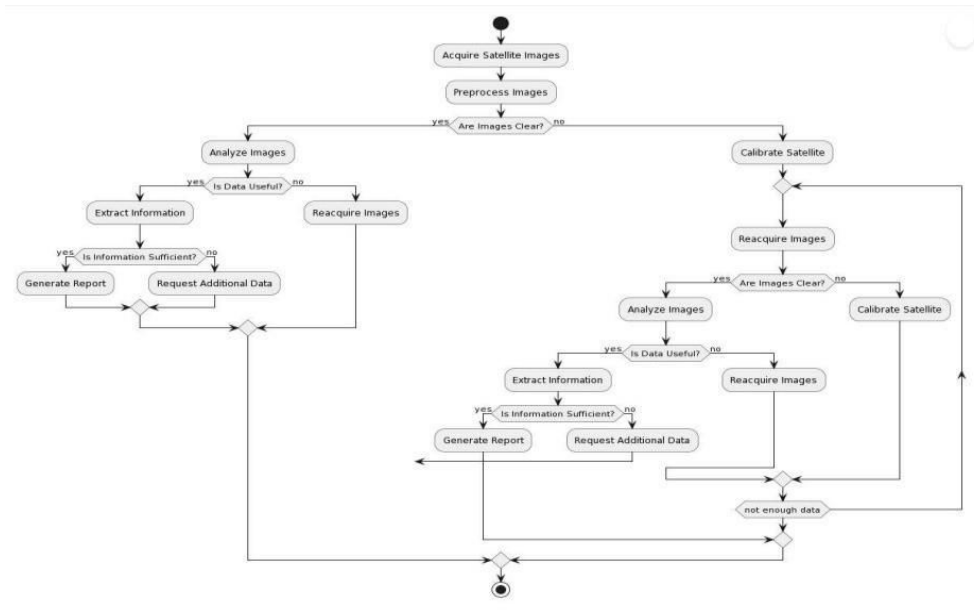 Acquire Satellite Images
Preprocess Images
yes
Are Images Clear?
no
Analyze Images
yes
Is Data Useful?
no
Extract Information
Reacquire Images
yes
Is Information Sufficient?
no
Generate Report
Request Additional Data
Calibrate Satellite
Reacquire Images
yes
Are Images Clear?
no
Analyze Images
Calibrate Satellite
yes
Is Data Useful?
no
Extract Information
Reacquire Images
yes
Is Information Sufficient?
no
Generate Report
Request Additional Data
not enough data